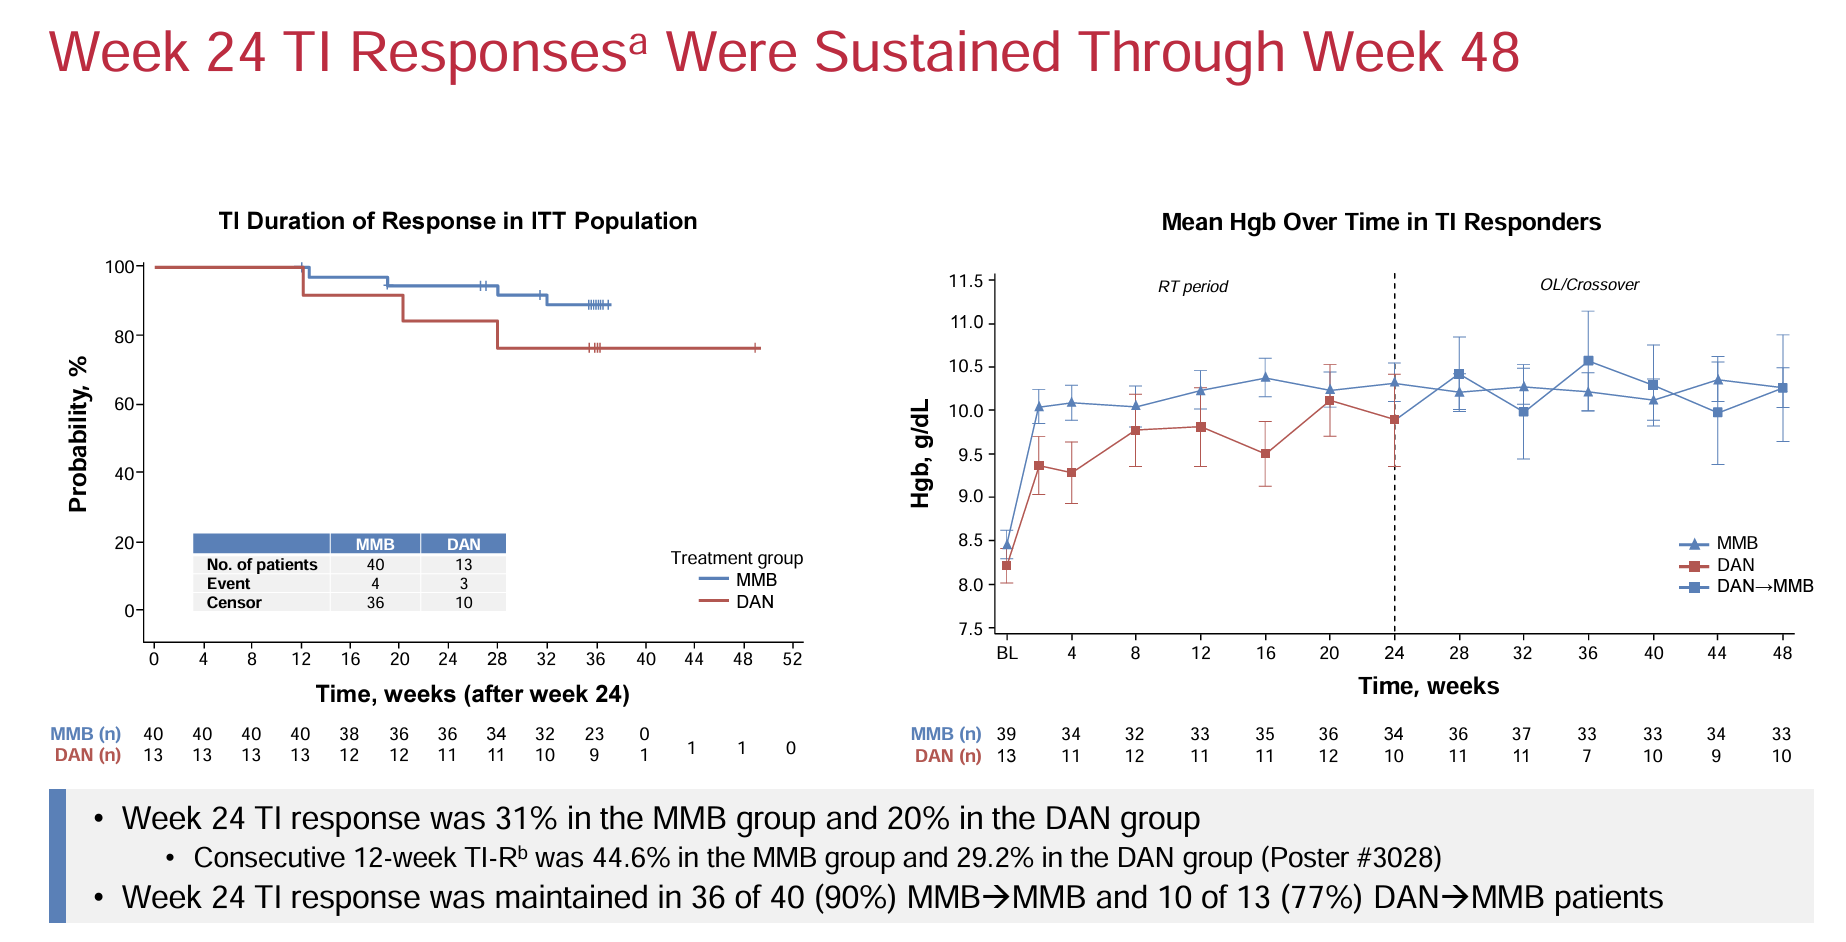 Week 24 TI Responsesᵃ Were Sustained Through Week 48
TI Duration of Response in ITT Population
Probability, %
100
80
60
40
20
0
MMB DAN
No. of patients 40 13
Event 4 3
Censor 36 10
Treatment group
MMB
DAN
0 4 8 12 16 20 24 28 32 36 40 44 48 52
Time, weeks (after week 24)
MMB (n) 40 40 40 40 38 36 36 34 32 23 0
DAN (n) 13 13 13 13 12 12 11 11 10 9 1 1 1 0
Mean Hgb Over Time in TI Responders
Hgb, g/dL
11.5
11.0
10.5
10.0
9.5
9.0
8.5
8.0
7.5
RT period
OL/Crossover
MMB
DAN
DAN→MMB
BL 4 8 12 16 20 24 28 32 36 40 44 48
Time, weeks
MMB (n) 39 34 32 33 35 36 34 36 37 33 33 34 33
DAN (n) 13 11 12 11 11 12 10 11 11 7 10 9 10
• Week 24 TI response was 31% in the MMB group and 20% in the DAN group
• Consecutive 12-week TI-Rᵇ was 44.6% in the MMB group and 29.2% in the DAN group (Poster #3028)
• Week 24 TI response was maintained in 36 of 40 (90%) MMB→MMB and 10 of 13 (77%) DAN→MMB patients